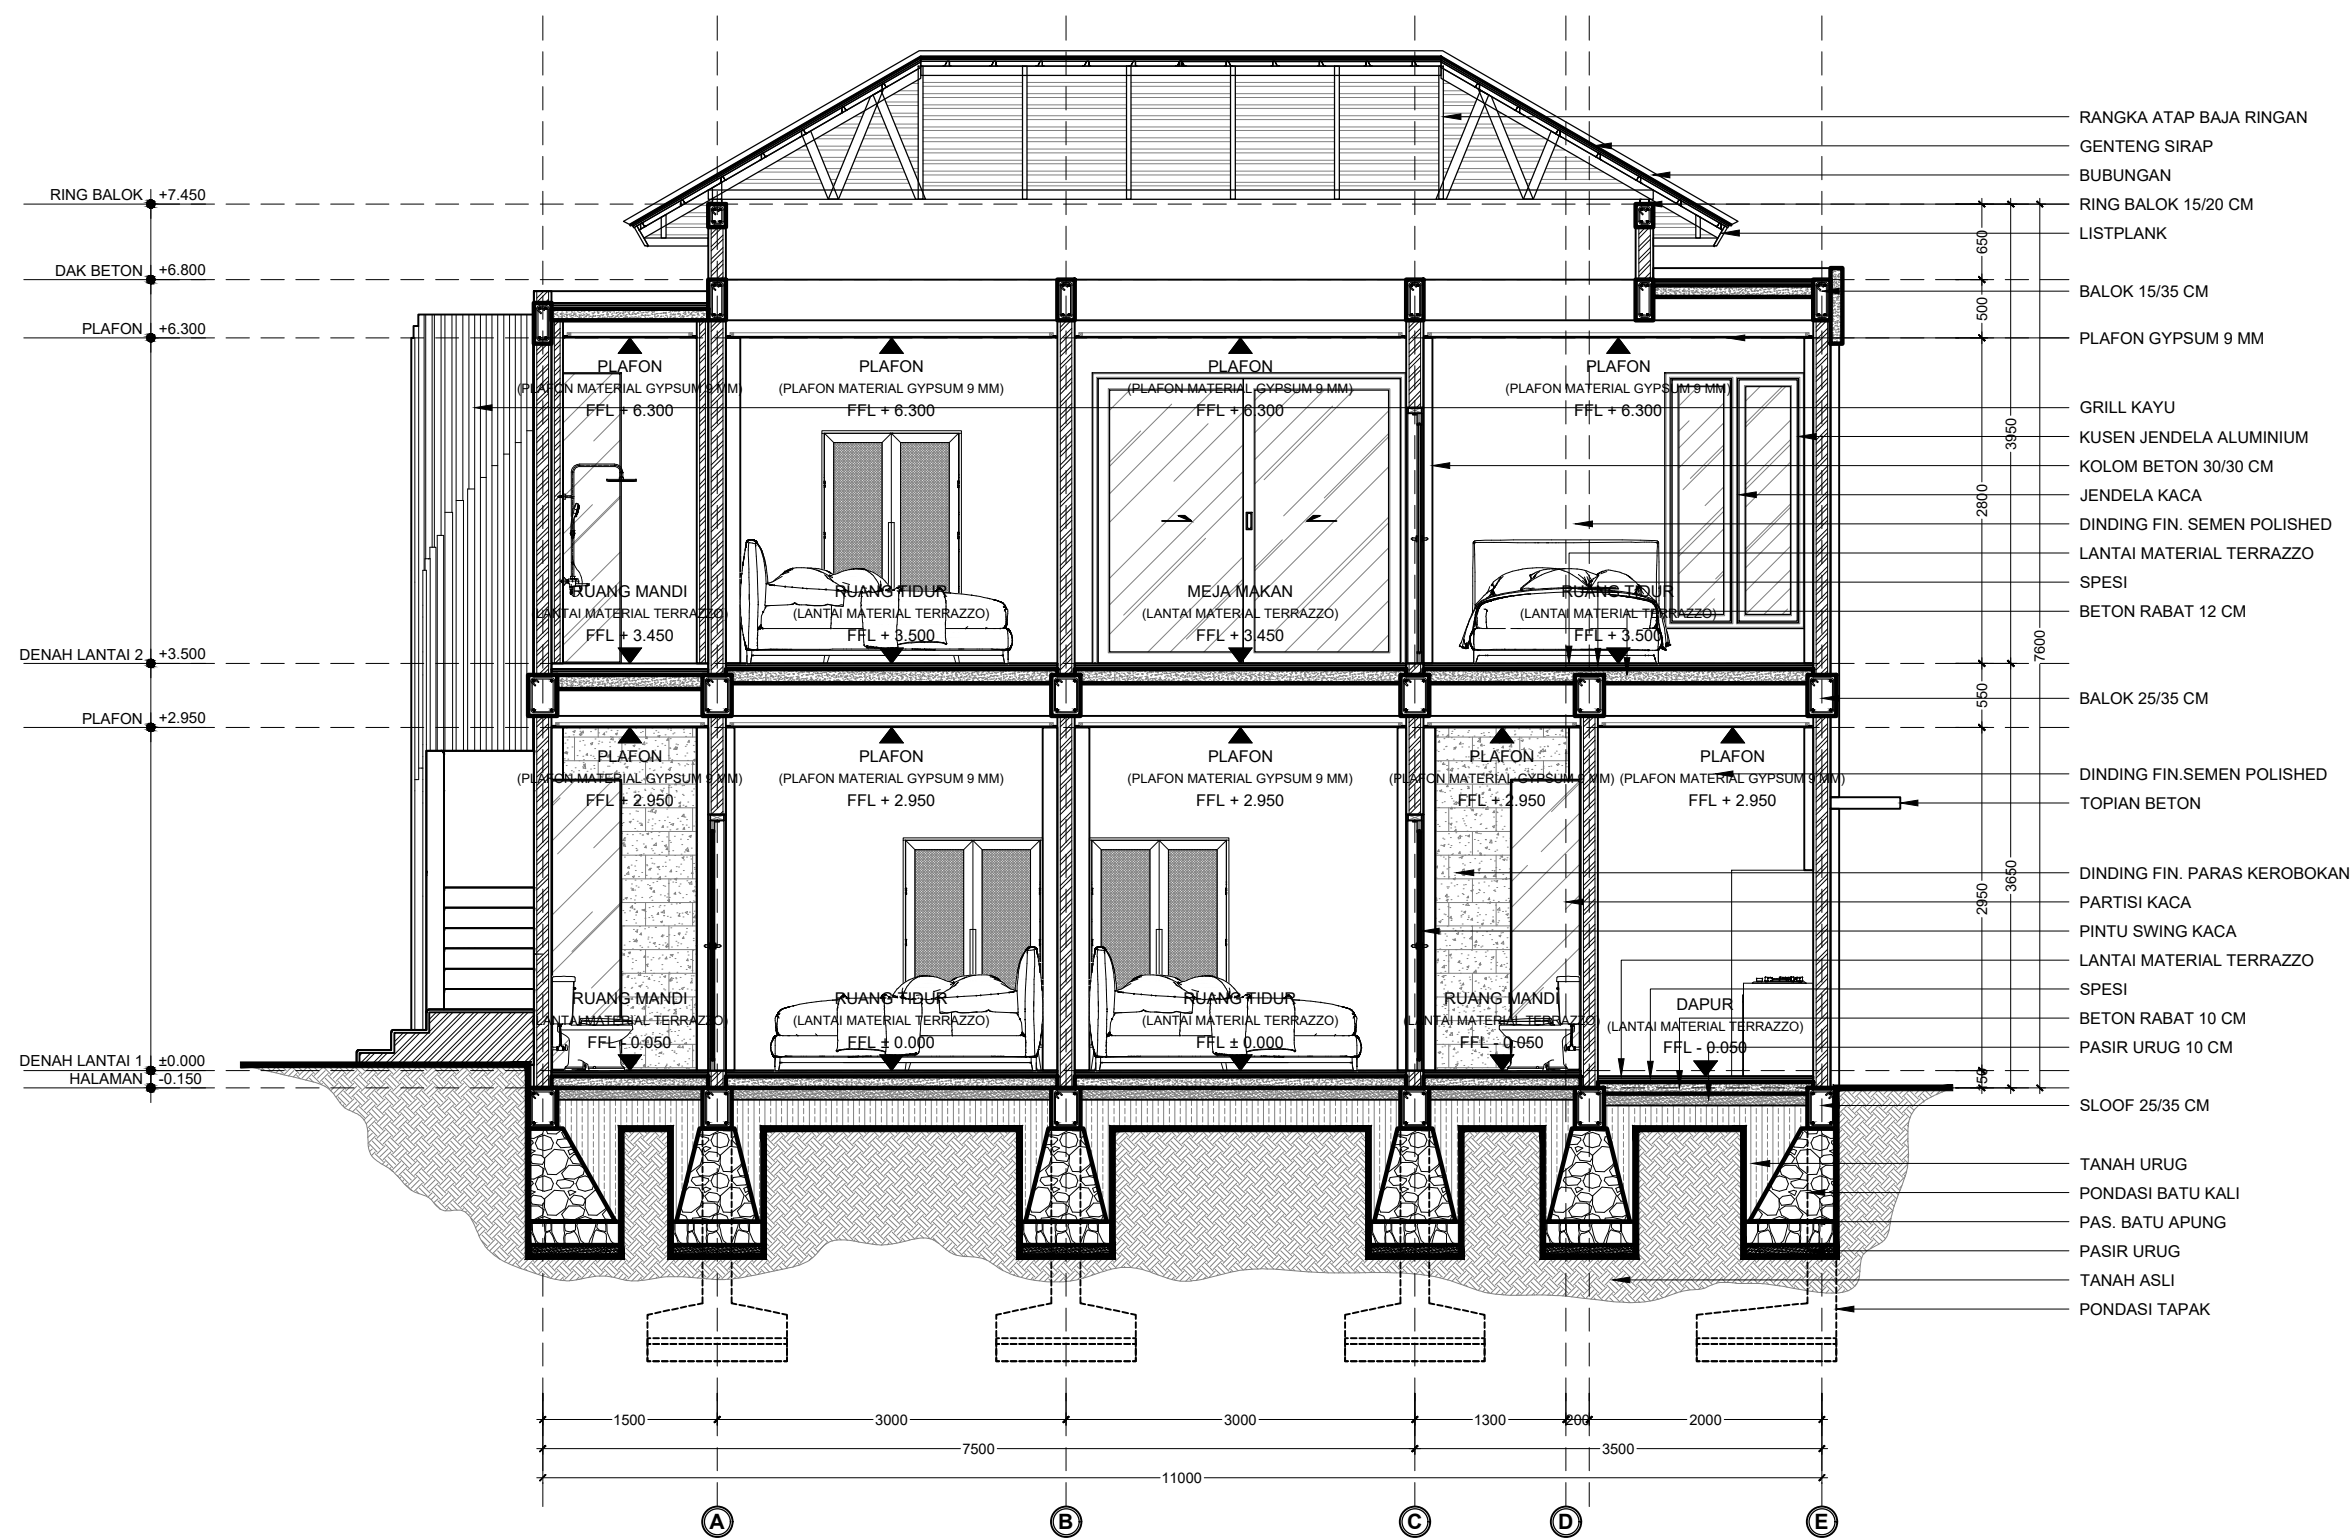 RING BALOK +7.450
DAK BETON +6.800
PLAFON +6.300
DENAH LANTAI 2 +3.500
PLAFON +2.950
DENAH LANTAI 1 ±0.000
HALAMAN -0.150
PLAFON
(PLAFON MATERIAL GYPSUM 9 MM)
FFL + 6.300
PLAFON
(PLAFON MATERIAL GYPSUM 9 MM)
FFL + 6.300
PLAFON
(PLAFON MATERIAL GYPSUM 9 MM)
FFL + 6.300
PLAFON
(PLAFON MATERIAL GYPSUM 9 MM)
FFL + 6.300
RUANG MANDI
(LANTAI MATERIAL TERRAZZO)
FFL + 3.450
RUANG TIDUR
(LANTAI MATERIAL TERRAZZO)
FFL + 3.500
MEJA MAKAN
(LANTAI MATERIAL TERRAZZO)
FFL + 3.450
RUANG TIDUR
(LANTAI MATERIAL TERRAZZO)
FFL + 3.500
PLAFON
(PLAFON MATERIAL GYPSUM 9 MM)
FFL + 2.950
PLAFON
(PLAFON MATERIAL GYPSUM 9 MM)
FFL + 2.950
PLAFON
(PLAFON MATERIAL GYPSUM 9 MM)
FFL + 2.950
PLAFON
(PLAFON MATERIAL GYPSUM 9 MM)
FFL + 2.950
PLAFON
(PLAFON MATERIAL GYPSUM 9 MM)
FFL + 2.950
RUANG MANDI
(LANTAI MATERIAL TERRAZZO)
FFL - 0.050
RUANG TIDUR
(LANTAI MATERIAL TERRAZZO)
FFL ± 0.000
RUANG TIDUR
(LANTAI MATERIAL TERRAZZO)
FFL ± 0.000
RUANG MANDI
(LANTAI MATERIAL TERRAZZO)
FFL - 0.050
DAPUR
(LANTAI MATERIAL TERRAZZO)
FFL - 0.050
650
500
2800
550
2950
3950
3650
7600
RANGKA ATAP BAJA RINGAN
GENTENG SIRAP
BUBUNGAN
RING BALOK 15/20 CM
LISTPLANK
BALOK 15/35 CM
PLAFON GYPSUM 9 MM
GRILL KAYU
KUSEN JENDELA ALUMINIUM
KOLOM BETON 30/30 CM
JENDELA KACA
DINDING FIN. SEMEN POLISHED
LANTAI MATERIAL TERRAZZO
SPESI
BETON RABAT 12 CM
BALOK 25/35 CM
DINDING FIN.SEMEN POLISHED
TOPIAN BETON
DINDING FIN. PARAS KEROBOKAN
PARTISI KACA
PINTU SWING KACA
LANTAI MATERIAL TERRAZZO
SPESI
BETON RABAT 10 CM
PASIR URUG 10 CM
SLOOF 25/35 CM
TANAH URUG
PONDASI BATU KALI
PAS. BATU APUNG
PASIR URUG
TANAH ASLI
PONDASI TAPAK
1500 3000 3000 1300 200 2000
7500 3500
11000
A B C D E